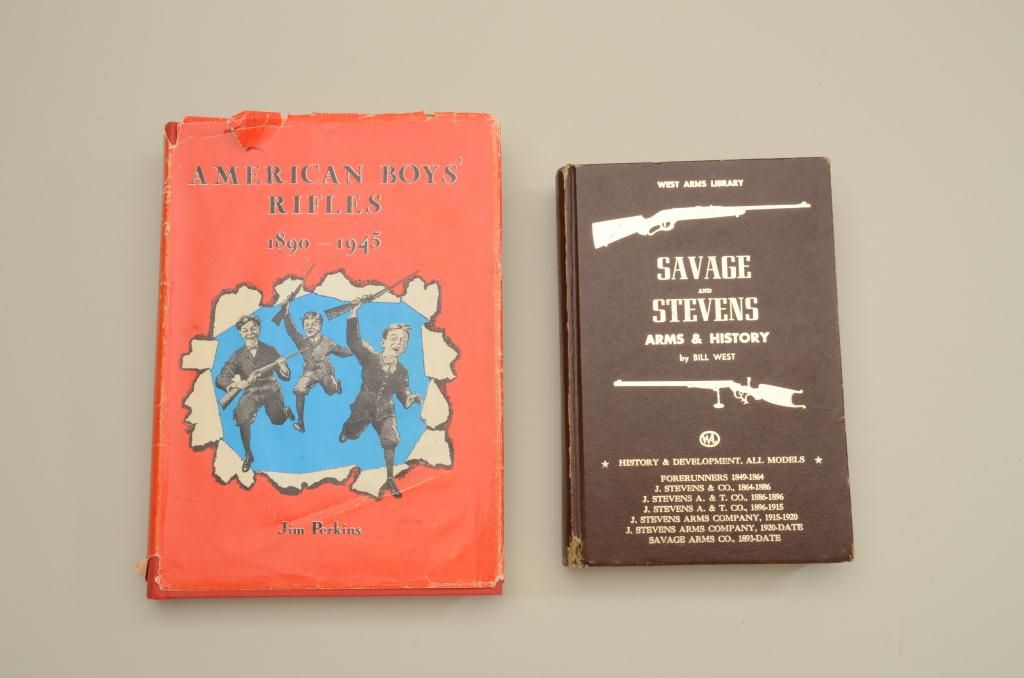 AMERICAN BOYS'
RIFLES
1890 – 1945
Jim Perkins
WEST ARMS LIBRARY
SAVAGE
AND
STEVENS
ARMS & HISTORY
by BILL WEST
WA
★ HISTORY & DEVELOPMENT, ALL MODELS ★
FORERUNNERS 1849-1864
J. STEVENS & CO., 1864-1886
J. STEVENS A. & T. CO., 1886-1896
J. STEVENS A. & T. CO., 1896-1915
J. STEVENS ARMS COMPANY, 1915-1920
J. STEVENS ARMS COMPANY, 1920-DATE
SAVAGE ARMS CO., 1893-DATE